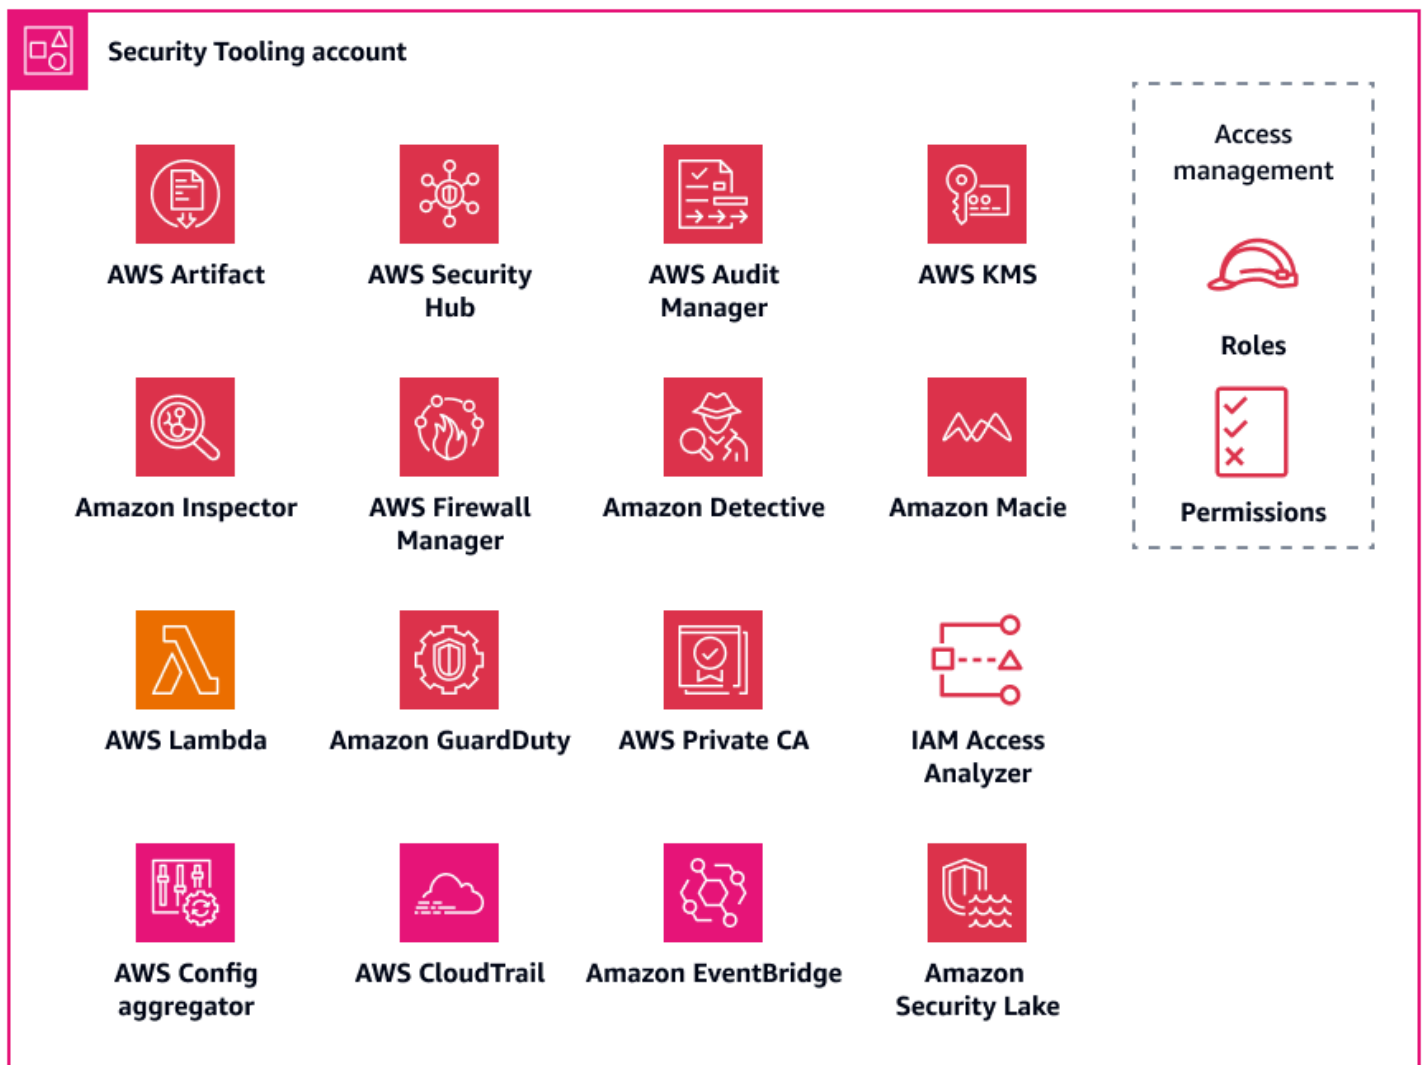 Security Tooling account
Access
management
Roles
Permissions
AWS Artifact
AWS Security
Hub
AWS Audit
Manager
AWS KMS
Amazon Inspector
AWS Firewall
Manager
Amazon Detective
Amazon Macie
AWS Lambda
Amazon GuardDuty
AWS Private CA
IAM Access
Analyzer
AWS Config
aggregator
AWS CloudTrail
Amazon EventBridge
Amazon
Security Lake